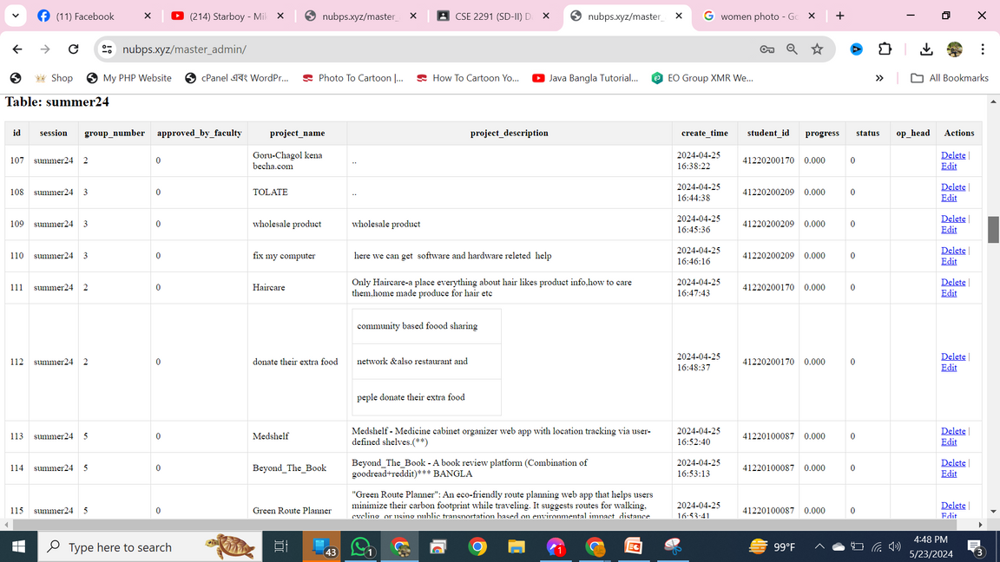 (11) Facebook
(214) Starboy - Mi
nubps.xyz/master_
CSE 2291 (SD-II) D
nubps.xyz/master_
women photo - Go
nubps.xyz/master_admin/
Shop
My PHP Website
cPanel এবং WordPr...
Photo To Cartoon |...
How To Cartoon Yo...
Java Bangla Tutorial...
EO Group XMR We...
»
All Bookmarks
Table: summer24
id session group_number approved_by_faculty project_name project_description create_time student_id progress status op_head Actions
107 summer24 2 0 Goru-Chagol kena becha.com .. 2024-04-25 16:38:22 41220200170 0.000 0 Delete | Edit
108 summer24 3 0 TOLATE .. 2024-04-25 16:44:38 41220200209 0.000 0 Delete | Edit
109 summer24 3 0 wholesale product wholesale product 2024-04-25 16:45:36 41220200209 0.000 0 Delete | Edit
110 summer24 3 0 fix my computer here we can get software and hardware releted help 2024-04-25 16:46:16 41220200209 0.000 0 Delete | Edit
111 summer24 2 0 Haircare Only Haircare-a place everything about hair likes product info,how to care them,home made produce for hair etc 2024-04-25 16:47:43 41220200170 0.000 0 Delete | Edit
112 summer24 2 0 donate their extra food community based foood sharing network &also restaurant and peple donate their extra food 2024-04-25 16:48:37 41220200170 0.000 0 Delete | Edit
113 summer24 5 0 Medshelf Medshelf - Medicine cabinet organizer web app with location tracking via user-defined shelves.(**) 2024-04-25 16:52:40 41220100087 0.000 0 Delete | Edit
114 summer24 5 0 Beyond_The_Book Beyond_The_Book - A book review platform (Combination of goodread+reddit)*** BANGLA 2024-04-25 16:53:13 41220100087 0.000 0 Delete | Edit
115 summer24 5 0 Green Route Planner "Green Route Planner": An eco-friendly route planning web app that helps users minimize their carbon footprint while traveling. It suggests routes for walking, cycling, or using public transportation based on environmental impact, distance 2024-04-25 16:53:41 41220100087 0.000 0 Delete | Edit
Type here to search
43
1
1
99°F
4:48 PM
5/23/2024
3